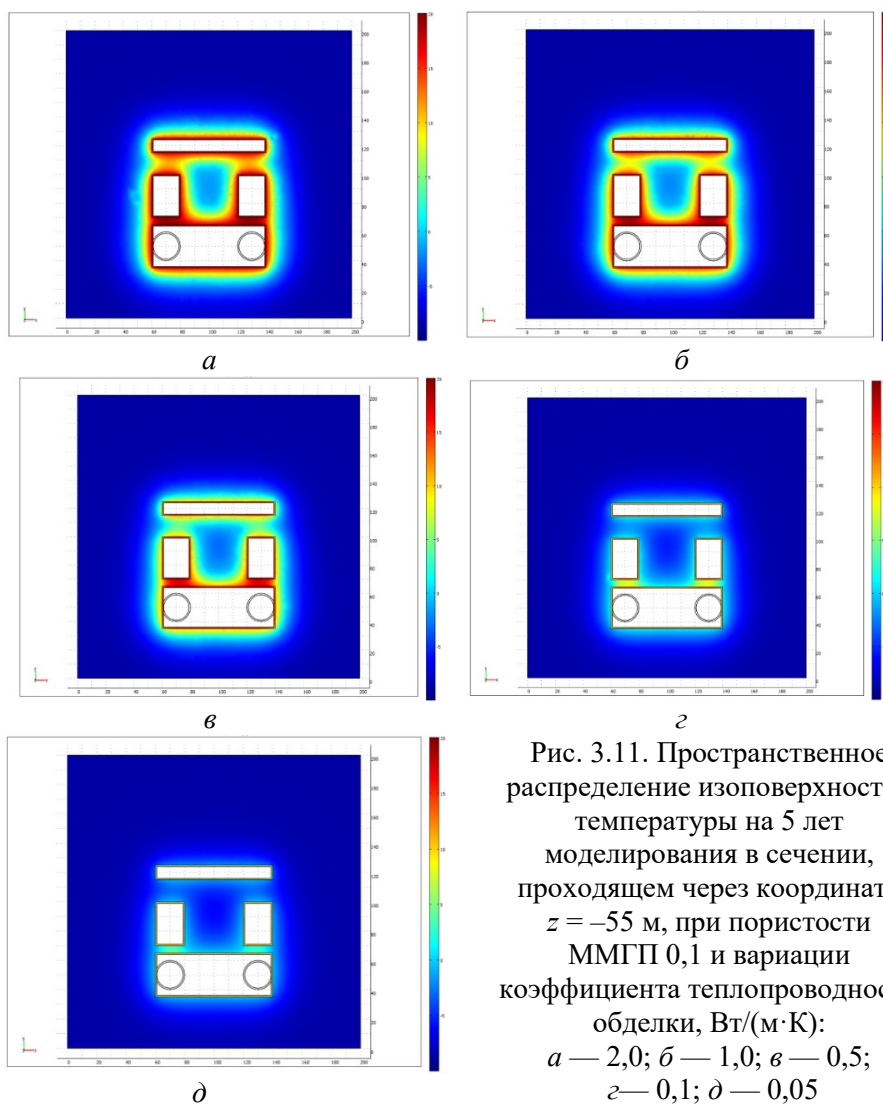 а
б
в
г
д
Рис. 3.11. Пространственное
распределение изоповерхност
температуры на 5 лет
моделирования в сечении,
проходящем через координат
z = –55 м, при пористости
ММГП 0,1 и вариации
коэффициента теплопроводнос
обделки, Вт/(м·К):
а — 2,0; б — 1,0; в — 0,5;
г— 0,1; д — 0,05